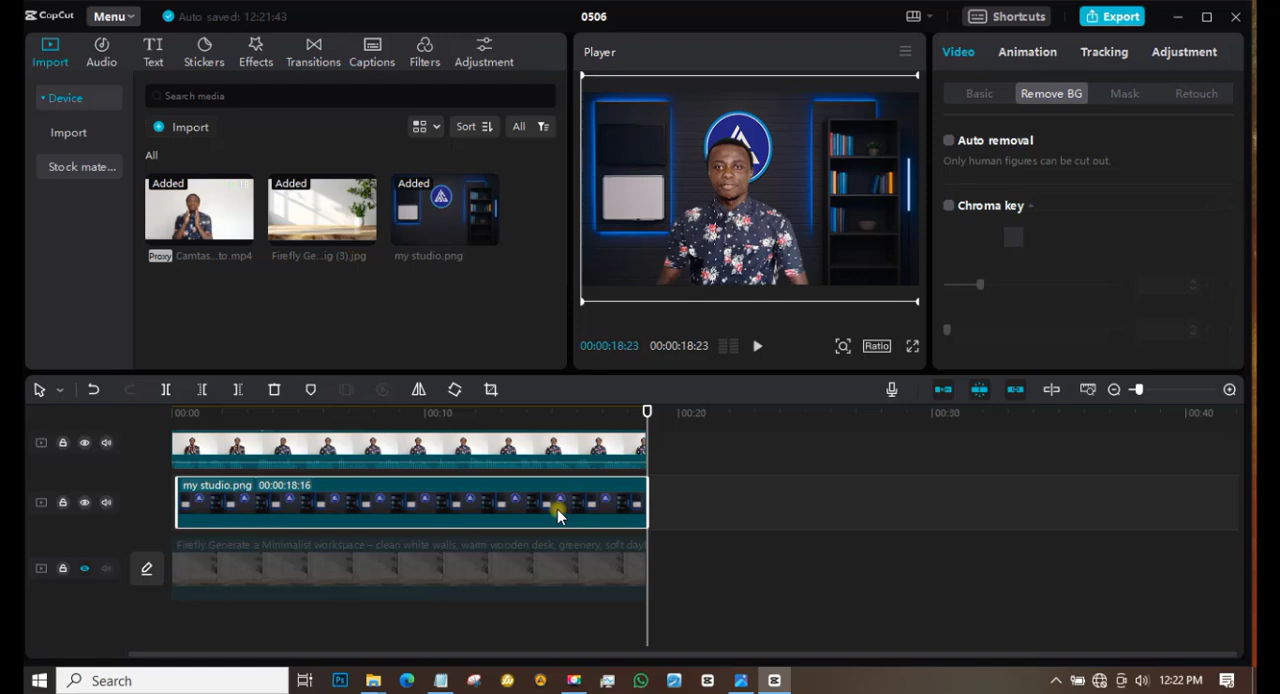 CapCut Menu Auto saved: 12:21:43 0506 Shortcuts Export
Import Audio Text Stickers Effects Transitions Captions Filters Adjustment
TI
Device
Import
Stock mate...
Search media
Import Sort All
All
Added Added Added
Proxy Camtas...to.mp4 Firefly Ge...ig (3).jpg my studio.png
Player
00:00:18:23 00:00:18:23 Ratio
Video Animation Tracking Adjustment
Basic Remove BG Mask Retouch
Auto removal
Only human figures can be cut out.
Chroma key
00:00 00:10 00:20 00:30 00:40
my studio.png 00:00:18:16
Firefly Generate a Minimalist workspace – clean white walls, warm wooden desk, greenery, soft dayl
Search Ps 12:22 PM